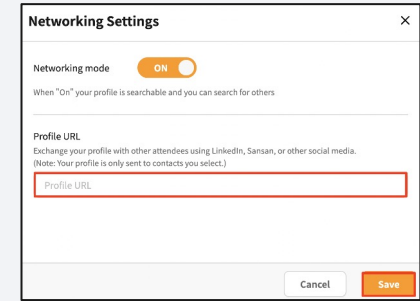 Networking Settings
Networking mode
ON
When "On" your profile is searchable and you can search for others
Profile URL
Exchange your profile with other attendees using LinkedIn, Sansan, or other social media.
(Note: Your profile is only sent to contacts you select.)
Profile URL
Cancel
Save